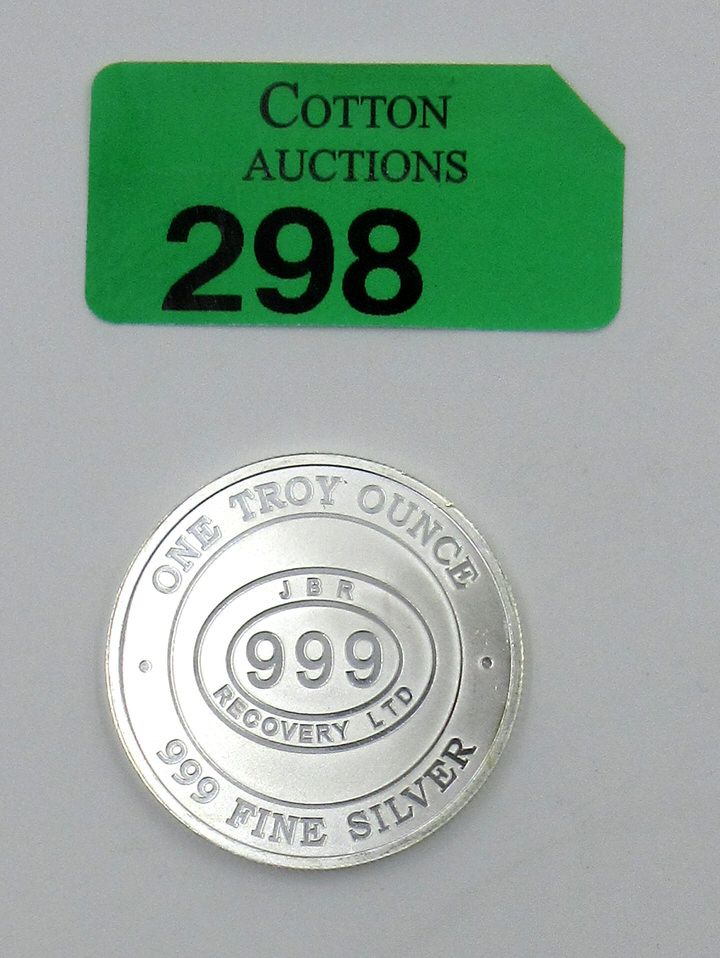 COTTON
AUCTIONS
298
ONE TROY OUNCE
JBR
999
RECOVERY LTD
999 FINE SILVER